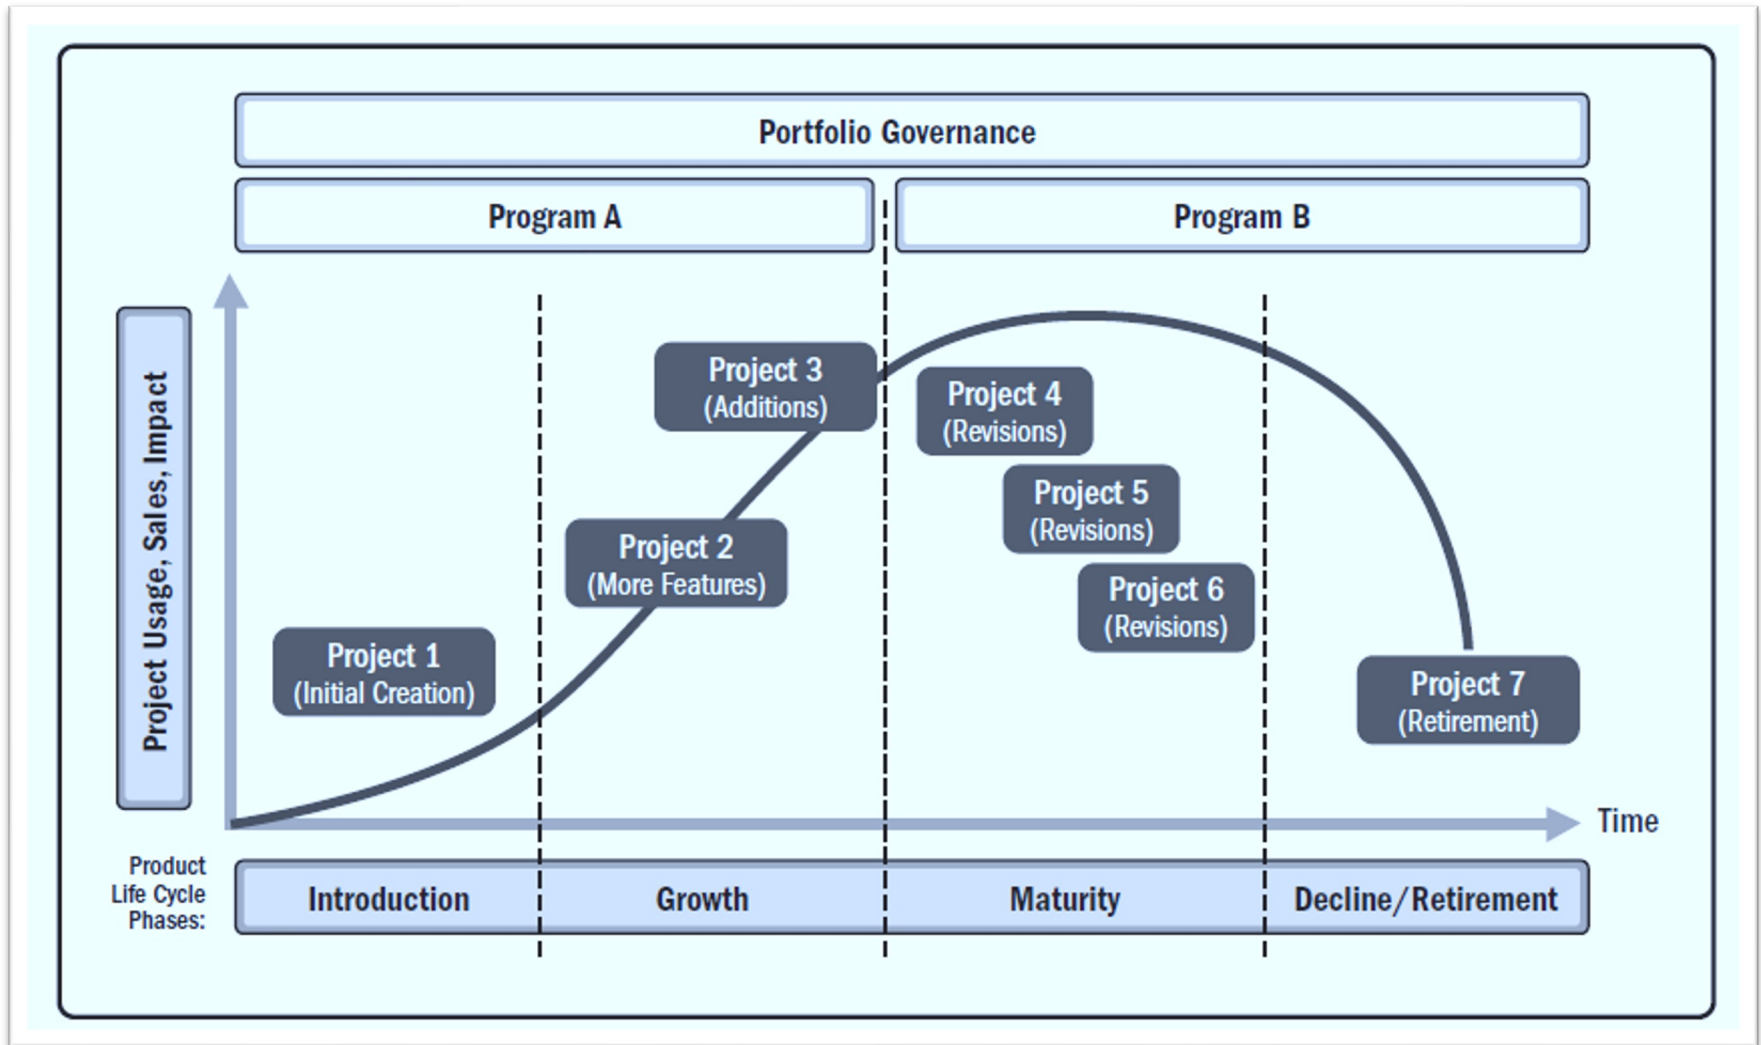 Portfolio Governance
Program A
Program B
Project Usage, Sales, Impact
Project 3
(Additions)
Project 4
(Revisions)
Project 5
(Revisions)
Project 2
(More Features)
Project 6
(Revisions)
Project 1
(Initial Creation)
Project 7
(Retirement)
Time
Product
Life Cycle
Phases:
Introduction
Growth
Maturity
Decline/Retirement